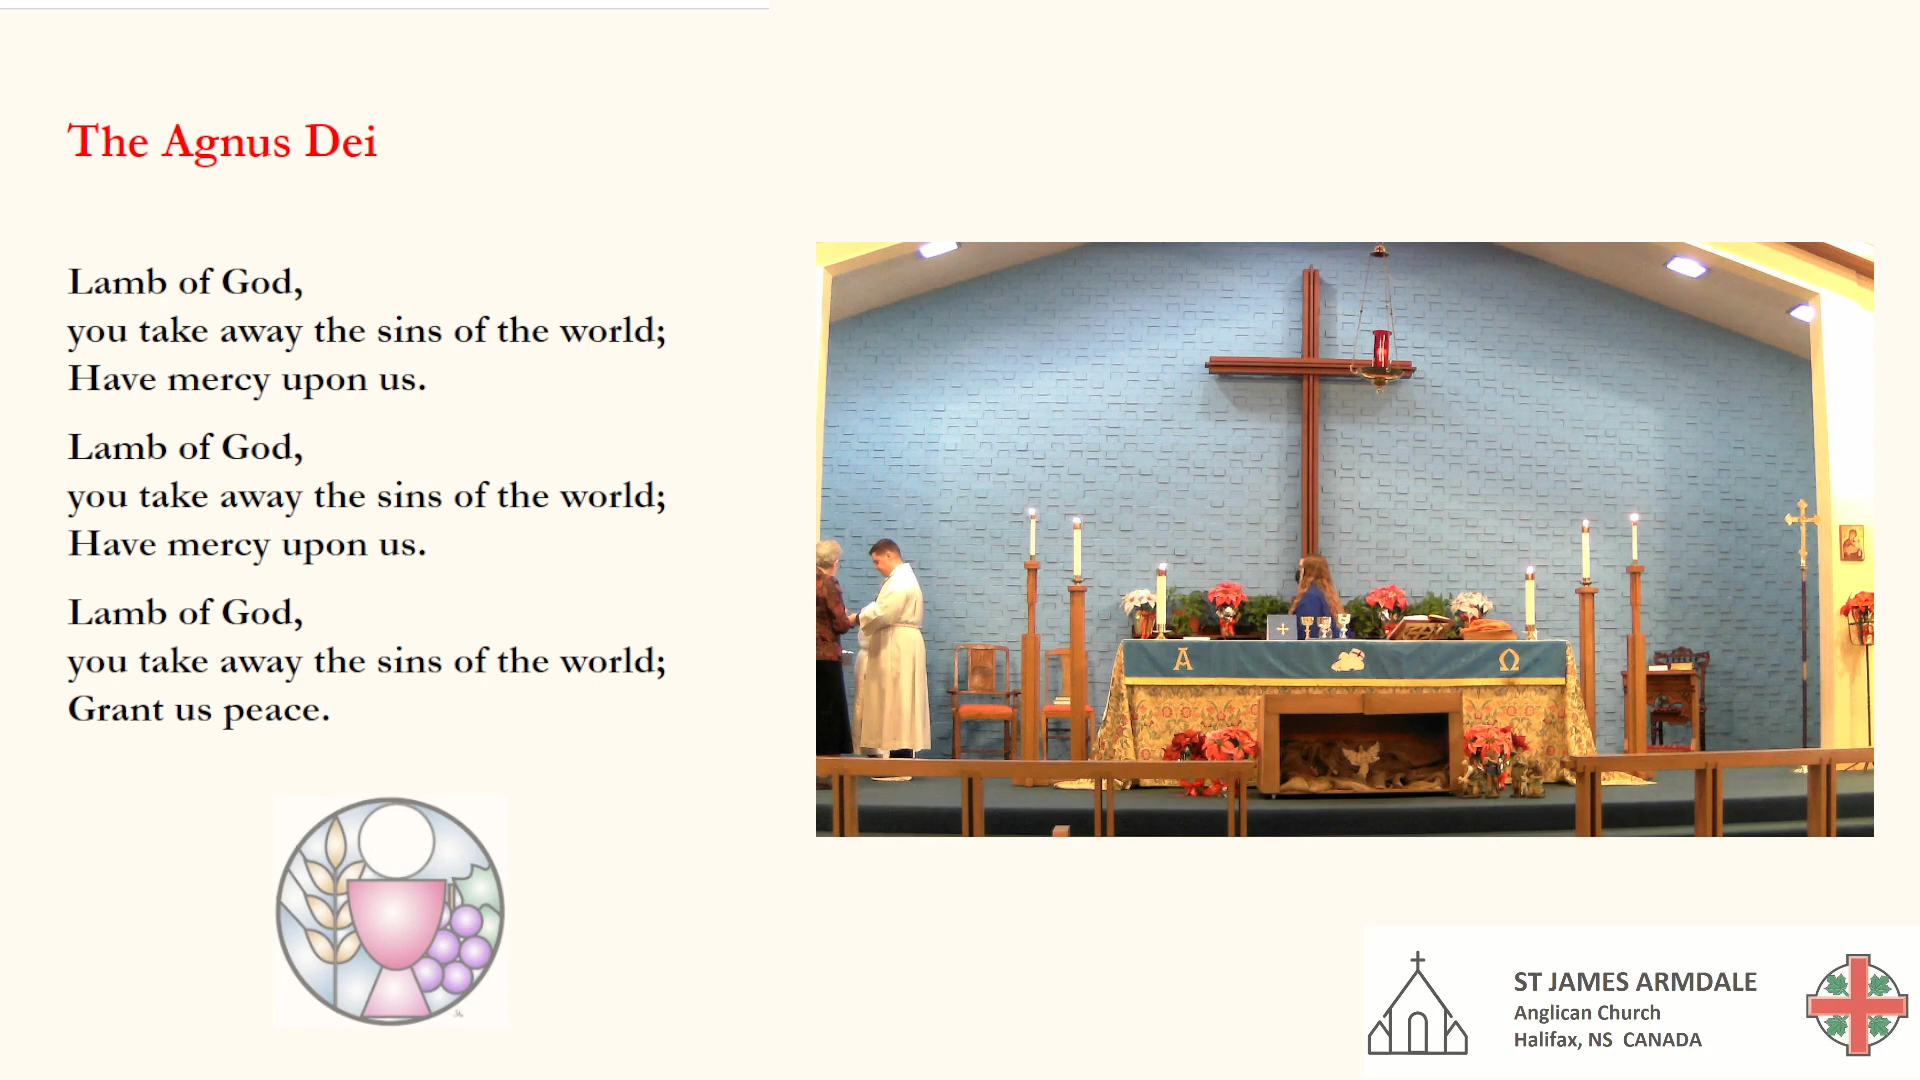 The Agnus Dei
Lamb of God,
you take away the sins of the world;
Have mercy upon us.
Lamb of God,
you take away the sins of the world;
Have mercy upon us.
Lamb of God,
you take away the sins of the world;
Grant us peace.
Α Ω
ST JAMES ARMDALE
Anglican Church
Halifax, NS CANADA